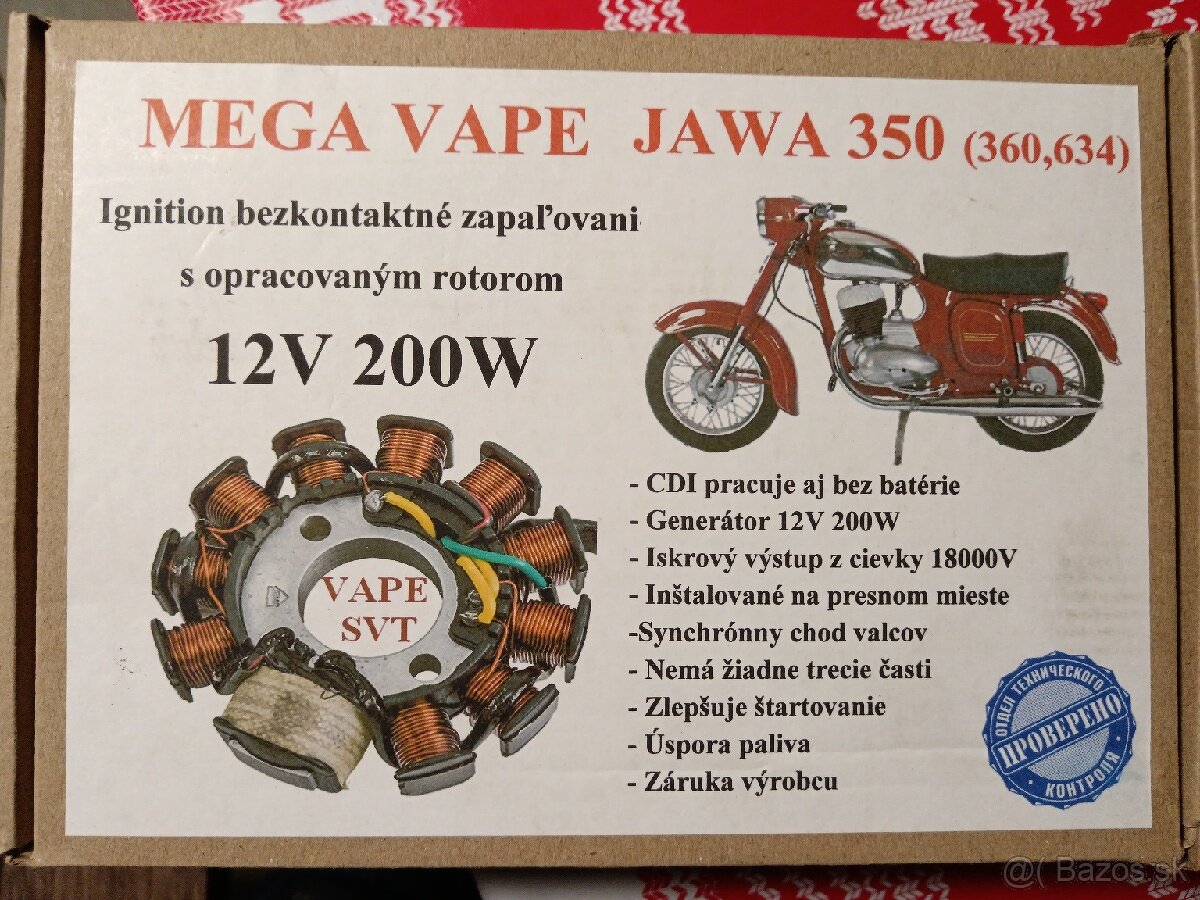 MEGA VAPE JAWA 350 (360,634)
Ignition bezkontaktné zapaľovani
s opracovaným rotorom
12V 200W
VAPE
SVT
- CDI pracuje aj bez batérie
- Generátor 12V 200W
- Iskrový výstup z cievky 18000V
- Inštalované na presnom mieste
-Synchrónny chod valcov
- Nemá žiadne trecie časti
- Zlepšuje štartovanie
- Úspora paliva
- Záruka výrobcu
ОТДЕЛ ТЕХНИЧЕСКОГО
ПРОВЕРЕНО
КОНТРОЛЯ
@( Bazos.sk